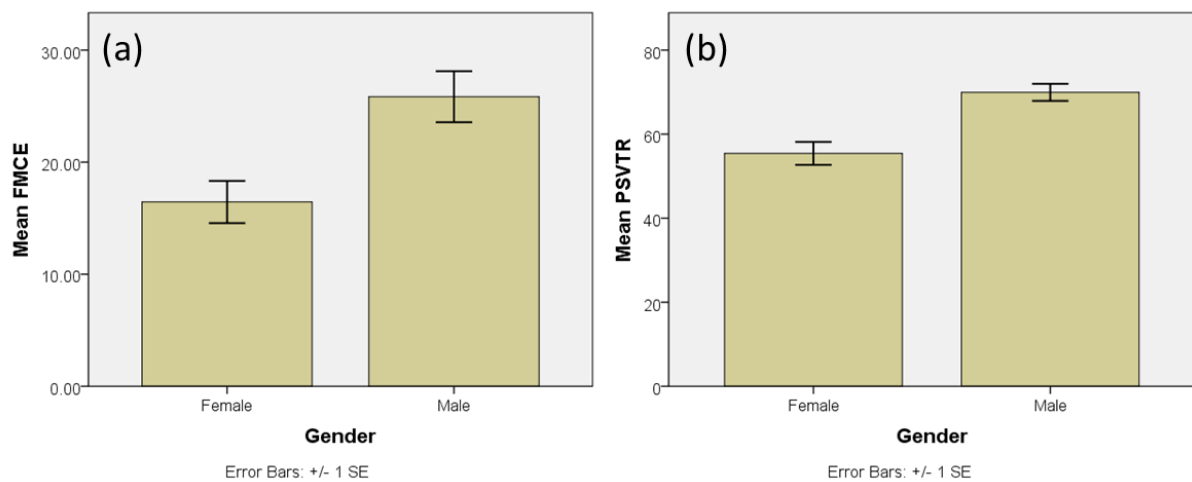 (a)
30.00
20.00
10.00
0.00
Mean FMCE
Female
Male
Gender
Error Bars: +/- 1 SE
(b)
80
60
40
20
0
Mean PSVTR
Female
Male
Gender
Error Bars: +/- 1 SE